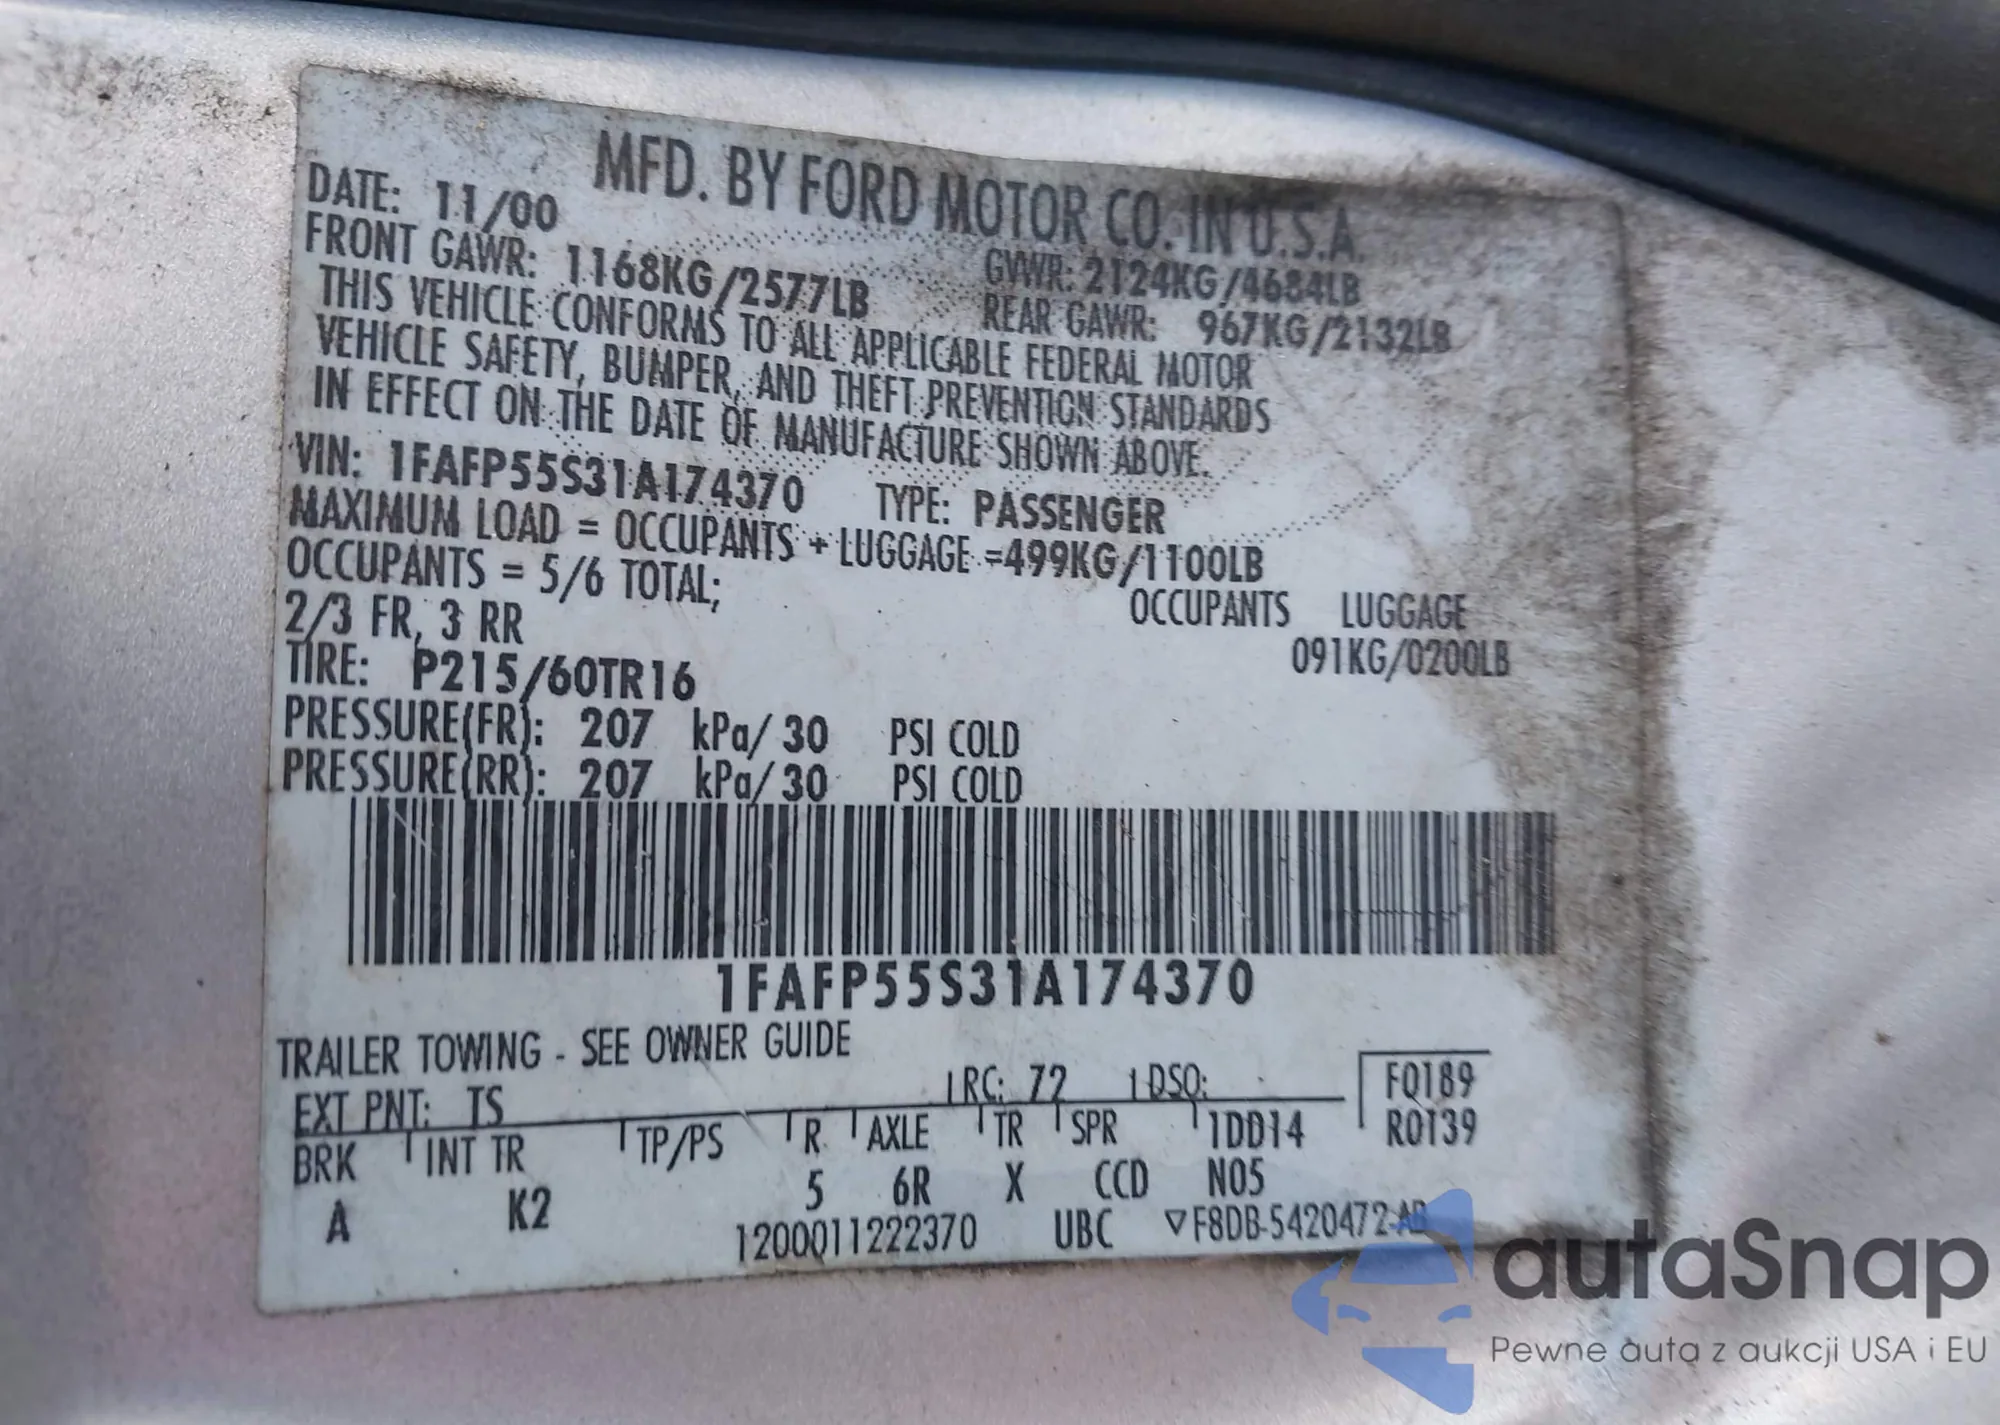 MFD. BY FORD MOTOR CO. IN U.S.A.
DATE: 11/00 GVWR: 2124KG/4684LB
FRONT GAWR: 1168KG/2577LB REAR GAWR: 967KG/2132LB
THIS VEHICLE CONFORMS TO ALL APPLICABLE FEDERAL MOTOR
VEHICLE SAFETY, BUMPER, AND THEFT PREVENTION STANDARDS
IN EFFECT ON THE DATE OF MANUFACTURE SHOWN ABOVE.
VIN: 1FAFP55S31A174370 TYPE: PASSENGER
MAXIMUM LOAD = OCCUPANTS + LUGGAGE =499KG/1100LB
OCCUPANTS = 5/6 TOTAL; OCCUPANTS LUGGAGE
2/3 FR, 3 RR 091KG/0200LB
TIRE: P215/60TR16
PRESSURE(FR): 207 kPa/ 30 PSI COLD
PRESSURE(RR): 207 kPa/ 30 PSI COLD
1FAFP55S31A174370
TRAILER TOWING - SEE OWNER GUIDE
EXT PNT: TS RC: 72 DSO: F0189
BRK INT TR TP/PS R AXLE TR SPR 1DD14 R0139
A K2 5 6R X CCD N05
1200011222370 UBC ▽F8DB-5420472-AB
autaSnap
Pewne auta z aukcji USA i EU